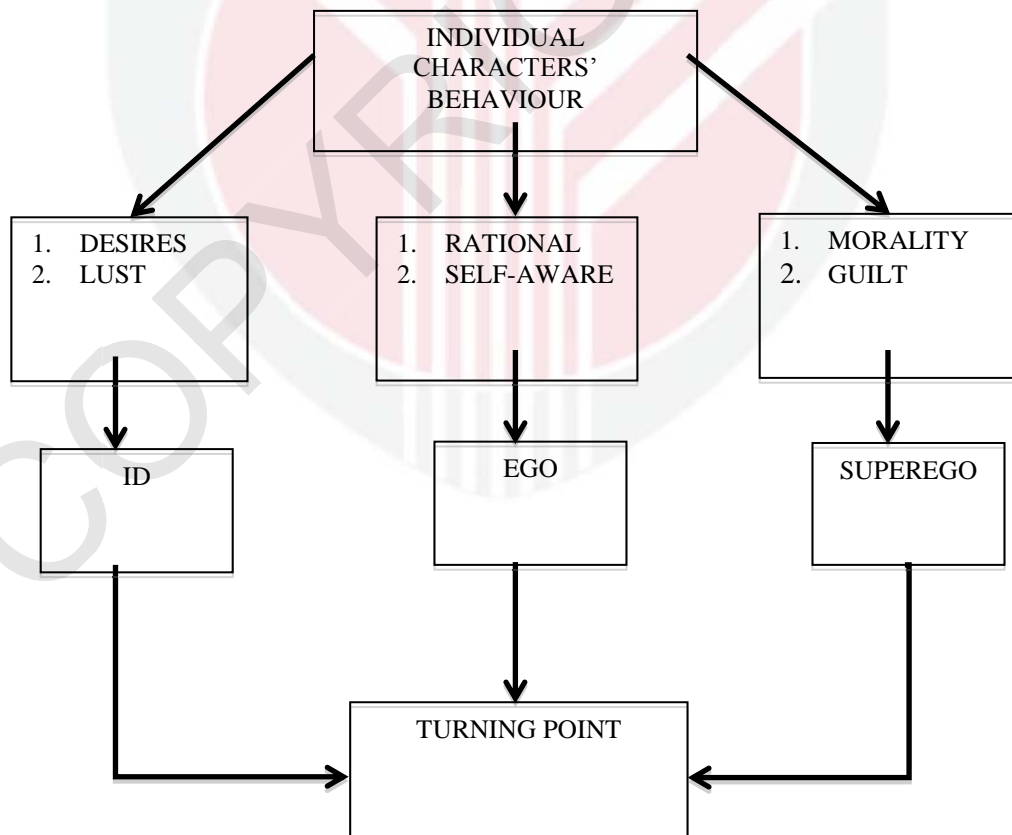 INDIVIDUAL
CHARACTERS’
BEHAVIOUR
1. DESIRES
2. LUST
1. RATIONAL
2. SELF-AWARE
1. MORALITY
2. GUILT
ID
EGO
SUPEREGO
TURNING POINT